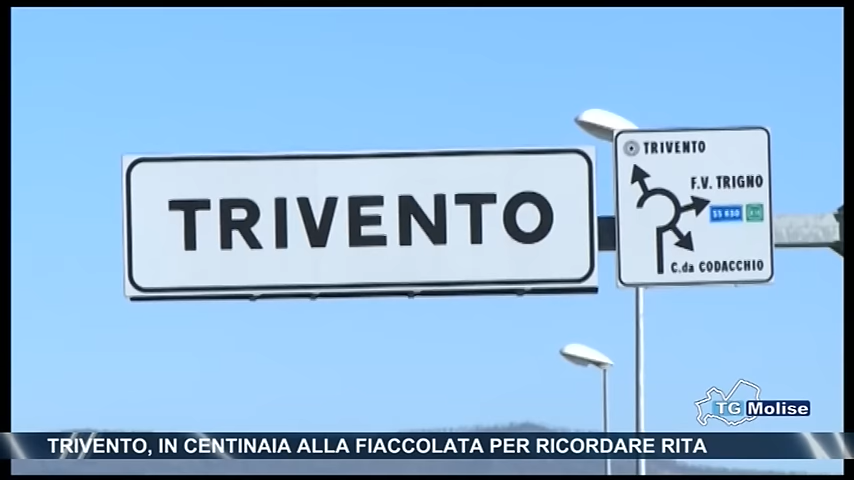 TRIVENTO
TRIVENTO
F.V. TRIGNO
SS 650
C.da CODACCHIO
TG Molise
TRIVENTO, IN CENTINAIA ALLA FIACCOLATA PER RICORDARE RITA